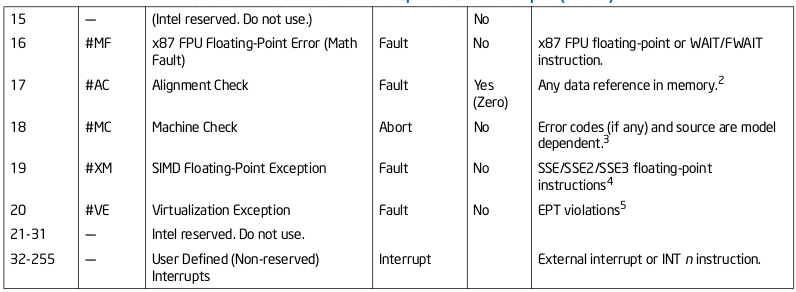 15 — (Intel reserved. Do not use.) No
16 #MF x87 FPU Floating-Point Error (Math Fault) Fault No x87 FPU floating-point or WAIT/FWAIT instruction.
17 #AC Alignment Check Fault Yes (Zero) Any data reference in memory.2
18 #MC Machine Check Abort No Error codes (if any) and source are model dependent.3
19 #XM SIMD Floating-Point Exception Fault No SSE/SSE2/SSE3 floating-point instructions4
20 #VE Virtualization Exception Fault No EPT violations5
21-31 — Intel reserved. Do not use.
32-255 — User Defined (Non-reserved) Interrupts Interrupt External interrupt or INT n instruction.